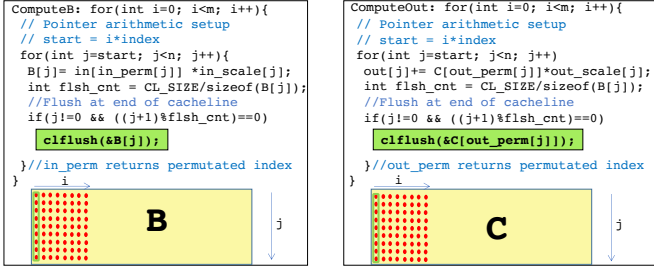 ComputeB: for(int i=0; i<m; i++){
// Pointer arithmetic setup
// start = i*index
for(int j=start; j<n; j++){
B[j]= in[in_perm[j]] *in_scale[j];
int flsh_cnt = CL_SIZE/sizeof(B[j]);
//Flush at end of cacheline
if(j!=0 && ((j+1)%flsh_cnt)==0)
clflush(&B[j]);
}//in_perm returns permutated index
}
i
B
j
ComputeOut: for(int i=0; i<m; i++){
// Pointer arithmetic setup
// start = i*index
for(int j=start; j<n; j++)
out[j]+= C[out_perm[j]]*out_scale[j];
int flsh_cnt = CL_SIZE/sizeof(B[j]);
//Flush at end of cacheline
if(j!=0 && ((j+1)%flsh_cnt)==0)
clflush(&C[out_perm[j]]);
}//out_perm returns permutated index
}
i
C
j